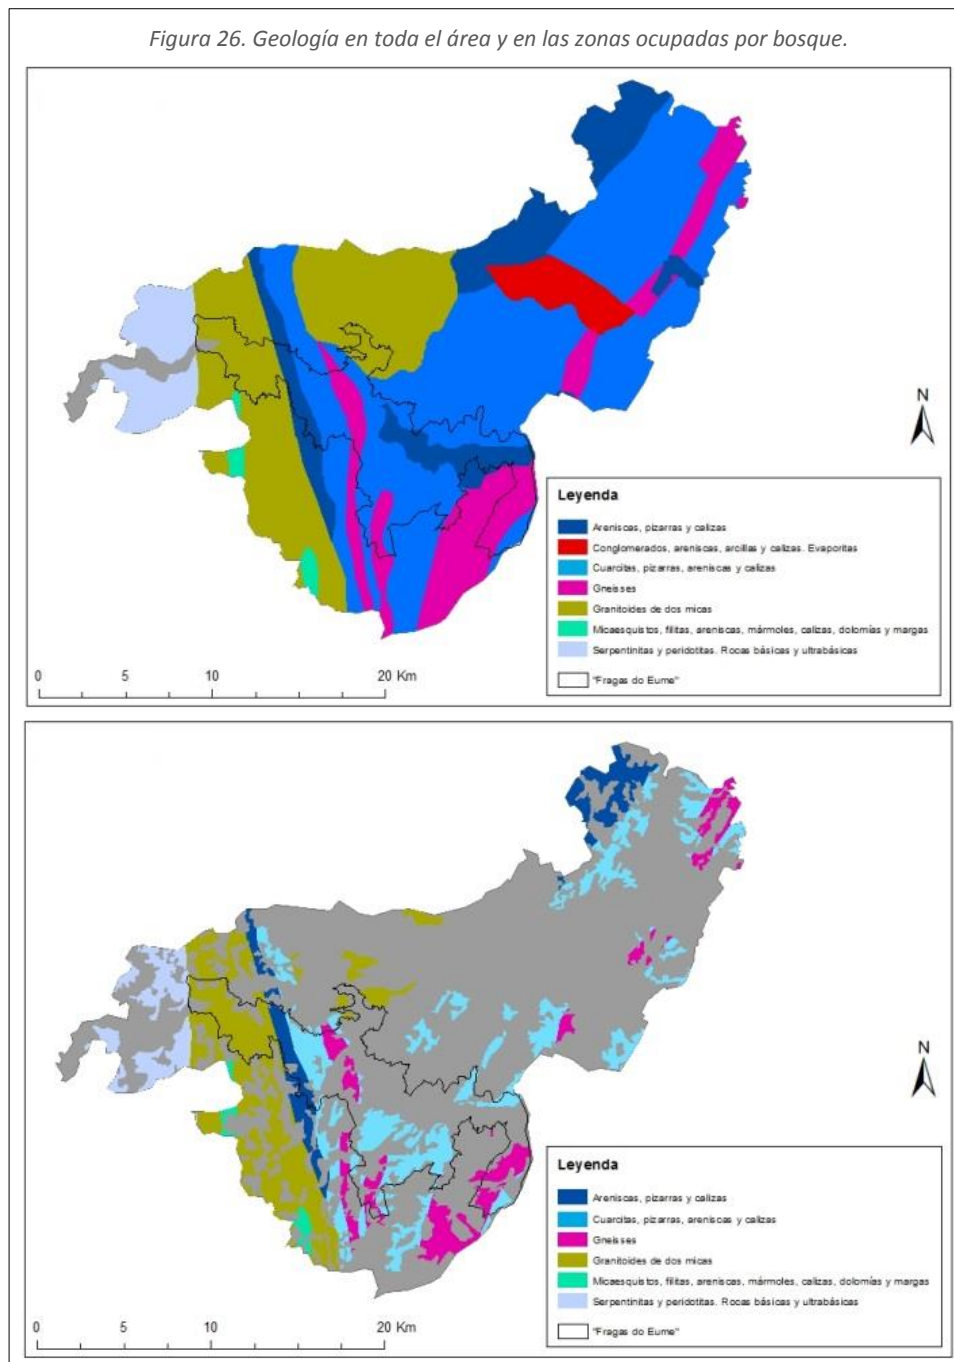 Figura 26. Geología en toda el área y en las zonas ocupadas por bosque.
N
Leyenda
Areniscas, pizarras y calizas
Conglomerados, areniscas, arcillas y calizas. Evaporitas
Cuarcitas, pizarras, areniscas y calizas
Gneisses
Granitoides de dos micas
Micaesquistos, filitas, areniscas, mármoles, calizas, dolomías y margas
Serpentinitas y peridotitas. Rocas básicas y ultrabásicas
"Fragas do Eume"
0 5 10 20 Km
N
Leyenda
Areniscas, pizarras y calizas
Cuarcitas, pizarras, areniscas y calizas
Gneisses
Granitoides de dos micas
Micaesquistos, filitas, areniscas, mármoles, calizas, dolomías y margas
Serpentinitas y peridotitas. Rocas básicas y ultrabásicas
"Fragas do Eume"
0 5 10 20 Km